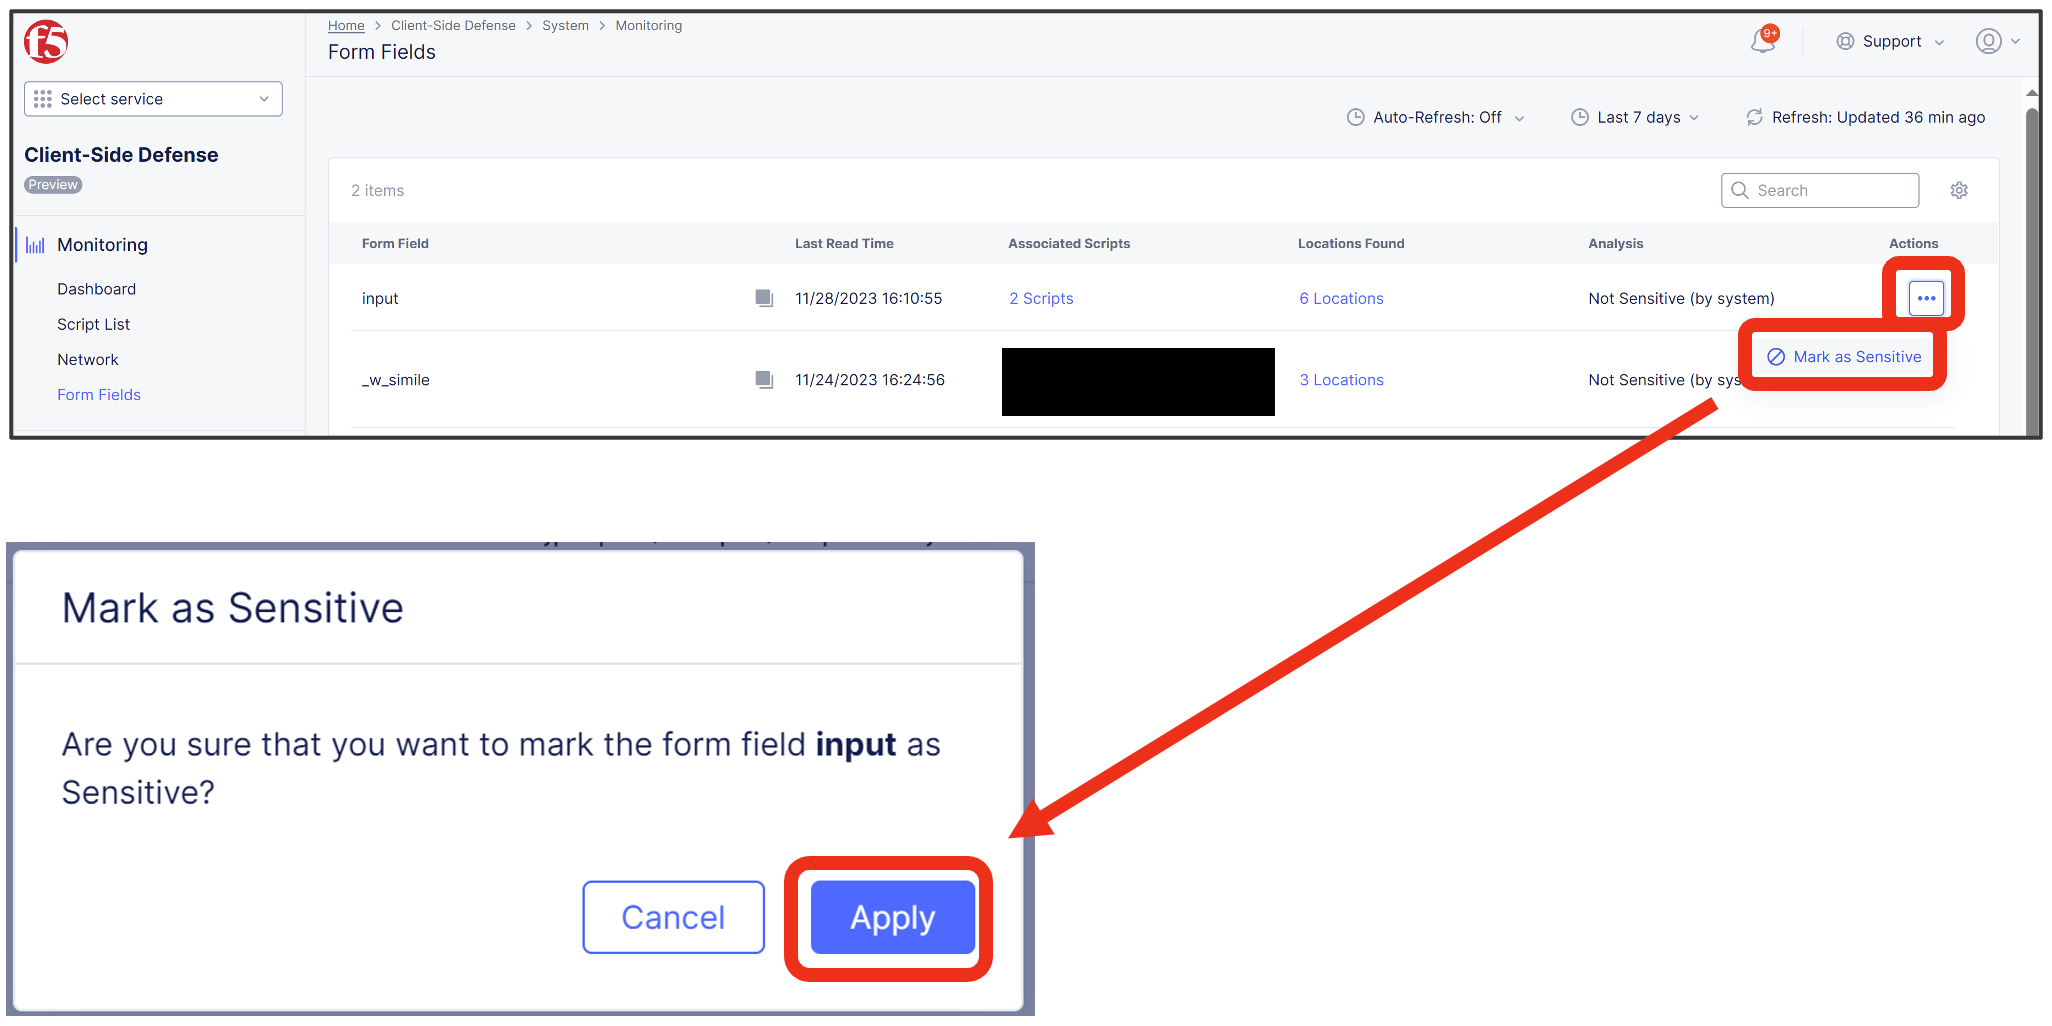 f5
Home > Client-Side Defense > System > Monitoring
Form Fields
9+
Support
Select service
Client-Side Defense
Preview
Monitoring
Dashboard
Script List
Network
Form Fields
Auto-Refresh: Off
Last 7 days
Refresh: Updated 36 min ago
2 items
Search
Form Field Last Read Time Associated Scripts Locations Found Analysis Actions
input 11/28/2023 16:10:55 2 Scripts 6 Locations Not Sensitive (by system)
Mark as Sensitive
_w_simile 11/24/2023 16:24:56 3 Locations Not Sensitive (by sys
Mark as Sensitive
Are you sure that you want to mark the form field input as
Sensitive?
Cancel Apply